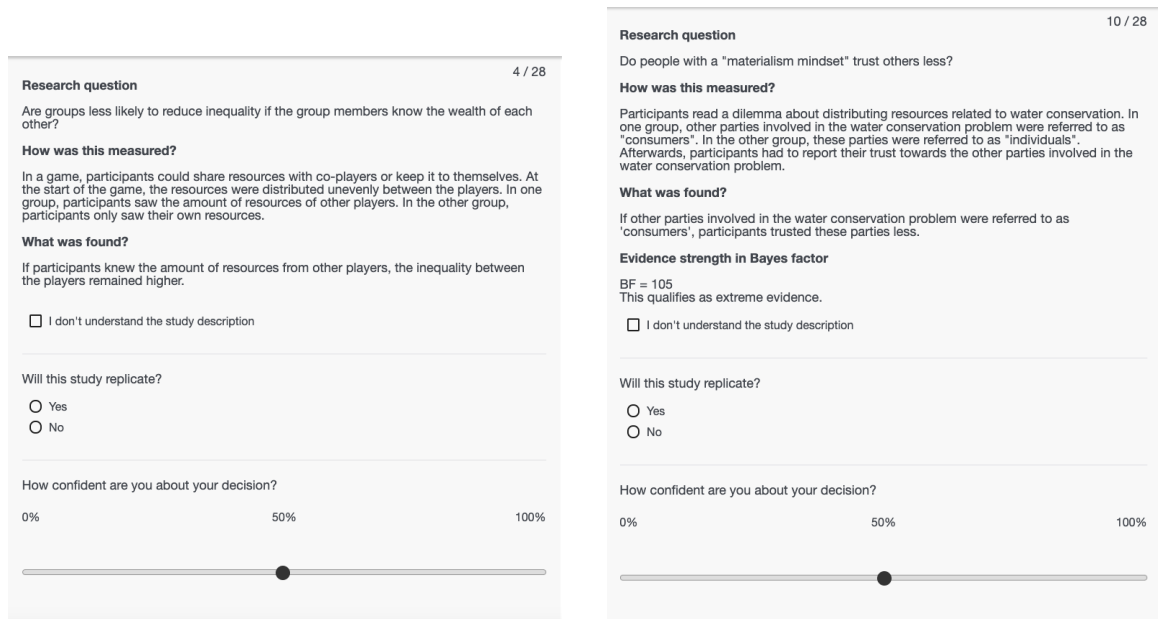 4 / 28
Research question
Are groups less likely to reduce inequality if the group members know the wealth of each
other?
How was this measured?
In a game, participants could share resources with co-players or keep it to themselves. At
the start of the game, the resources were distributed unevenly between the players. In one
group, participants saw the amount of resources of other players. In the other group,
participants only saw their own resources.
What was found?
If participants knew the amount of resources from other players, the inequality between
the players remained higher.
I don't understand the study description
Will this study replicate?
Yes
No
How confident are you about your decision?
0% 50% 100%
10 / 28
Research question
Do people with a "materialism mindset" trust others less?
How was this measured?
Participants read a dilemma about distributing resources related to water conservation. In
one group, other parties involved in the water conservation problem were referred to as
"consumers". In the other group, these parties were referred to as "individuals".
Afterwards, participants had to report their trust towards the other parties involved in the
water conservation problem.
What was found?
If other parties involved in the water conservation problem were referred to as
'consumers', participants trusted these parties less.
Evidence strength in Bayes factor
BF = 105
This qualifies as extreme evidence.
I don't understand the study description
Will this study replicate?
Yes
No
How confident are you about your decision?
0% 50% 100%